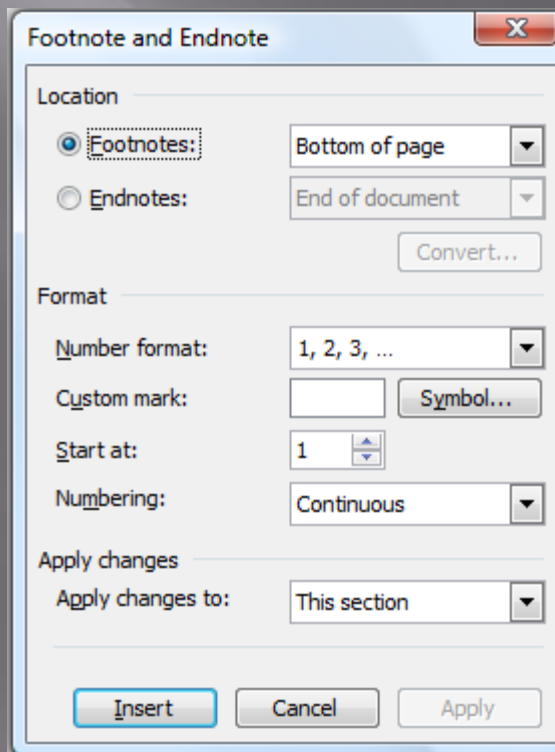 Footnote and Endnote
Location
Footnotes: Bottom of page
Endnotes: End of document
Convert...
Format
Number format: 1, 2, 3, ...
Custom mark: Symbol...
Start at: 1
Numbering: Continuous
Apply changes
Apply changes to: This section
Insert Cancel Apply